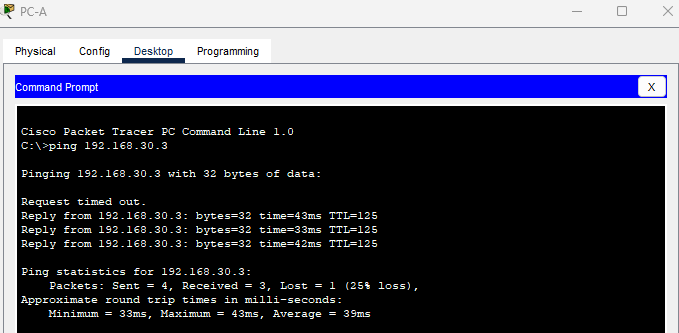 PC-A
Physical Config Desktop Programming
Command Prompt X
Cisco Packet Tracer PC Command Line 1.0
C:\>ping 192.168.30.3
Pinging 192.168.30.3 with 32 bytes of data:
Request timed out.
Reply from 192.168.30.3: bytes=32 time=43ms TTL=125
Reply from 192.168.30.3: bytes=32 time=33ms TTL=125
Reply from 192.168.30.3: bytes=32 time=42ms TTL=125
Ping statistics for 192.168.30.3:
    Packets: Sent = 4, Received = 3, Lost = 1 (25% loss),
Approximate round trip times in milli-seconds:
    Minimum = 33ms, Maximum = 43ms, Average = 39ms